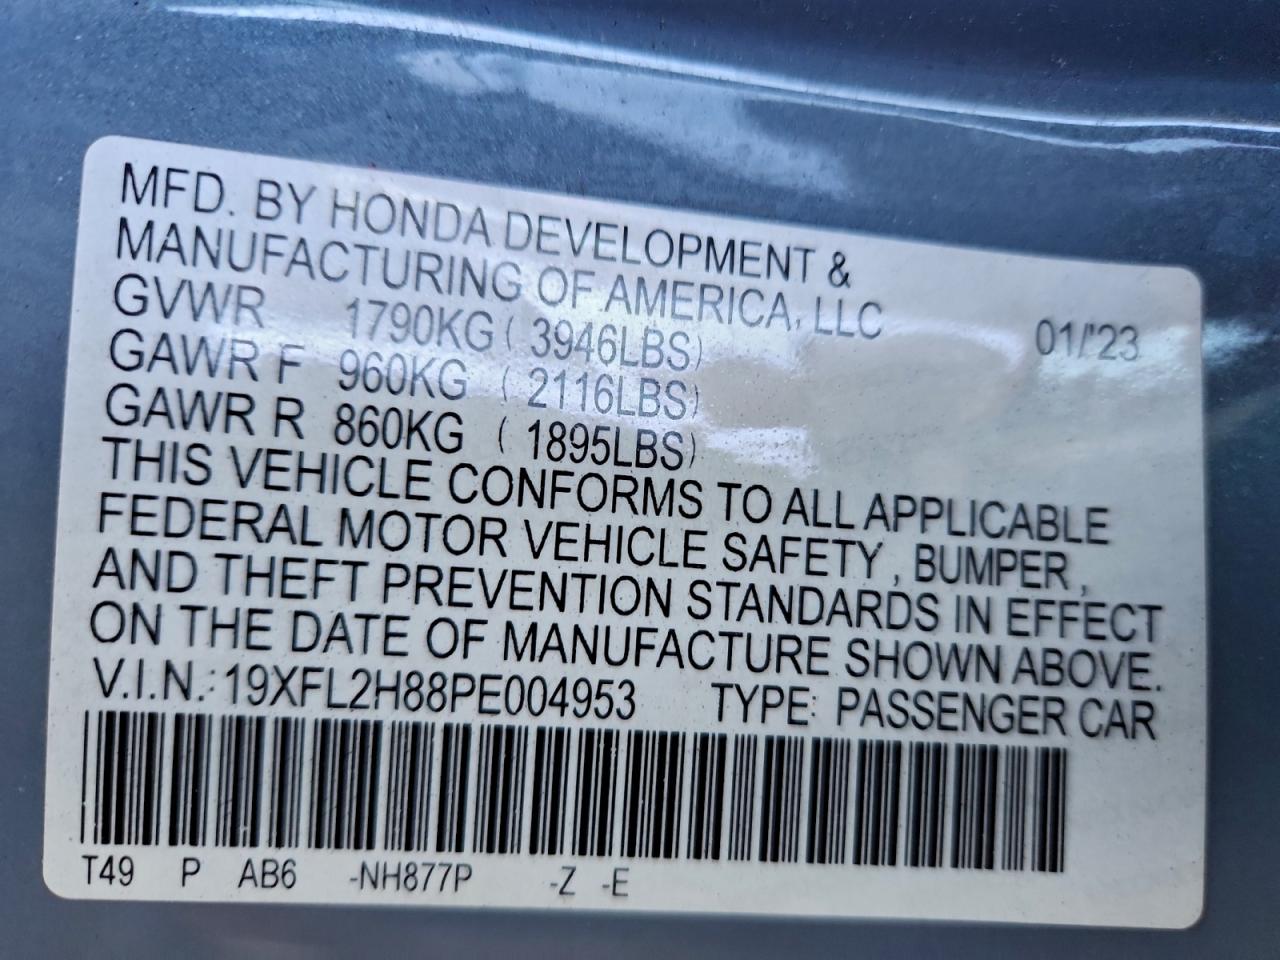 MFD. BY HONDA DEVELOPMENT &
MANUFACTURING OF AMERICA, LLC 01/'23
GVWR 1790KG ( 3946LBS)
GAWR F 960KG ( 2116LBS)
GAWR R 860KG ( 1895LBS)
THIS VEHICLE CONFORMS TO ALL APPLICABLE
FEDERAL MOTOR VEHICLE SAFETY , BUMPER ,
AND THEFT PREVENTION STANDARDS IN EFFECT
ON THE DATE OF MANUFACTURE SHOWN ABOVE.
V.I.N.: 19XFL2H88PE004953 TYPE: PASSENGER CAR
T49 P AB6 -NH877P -Z -E